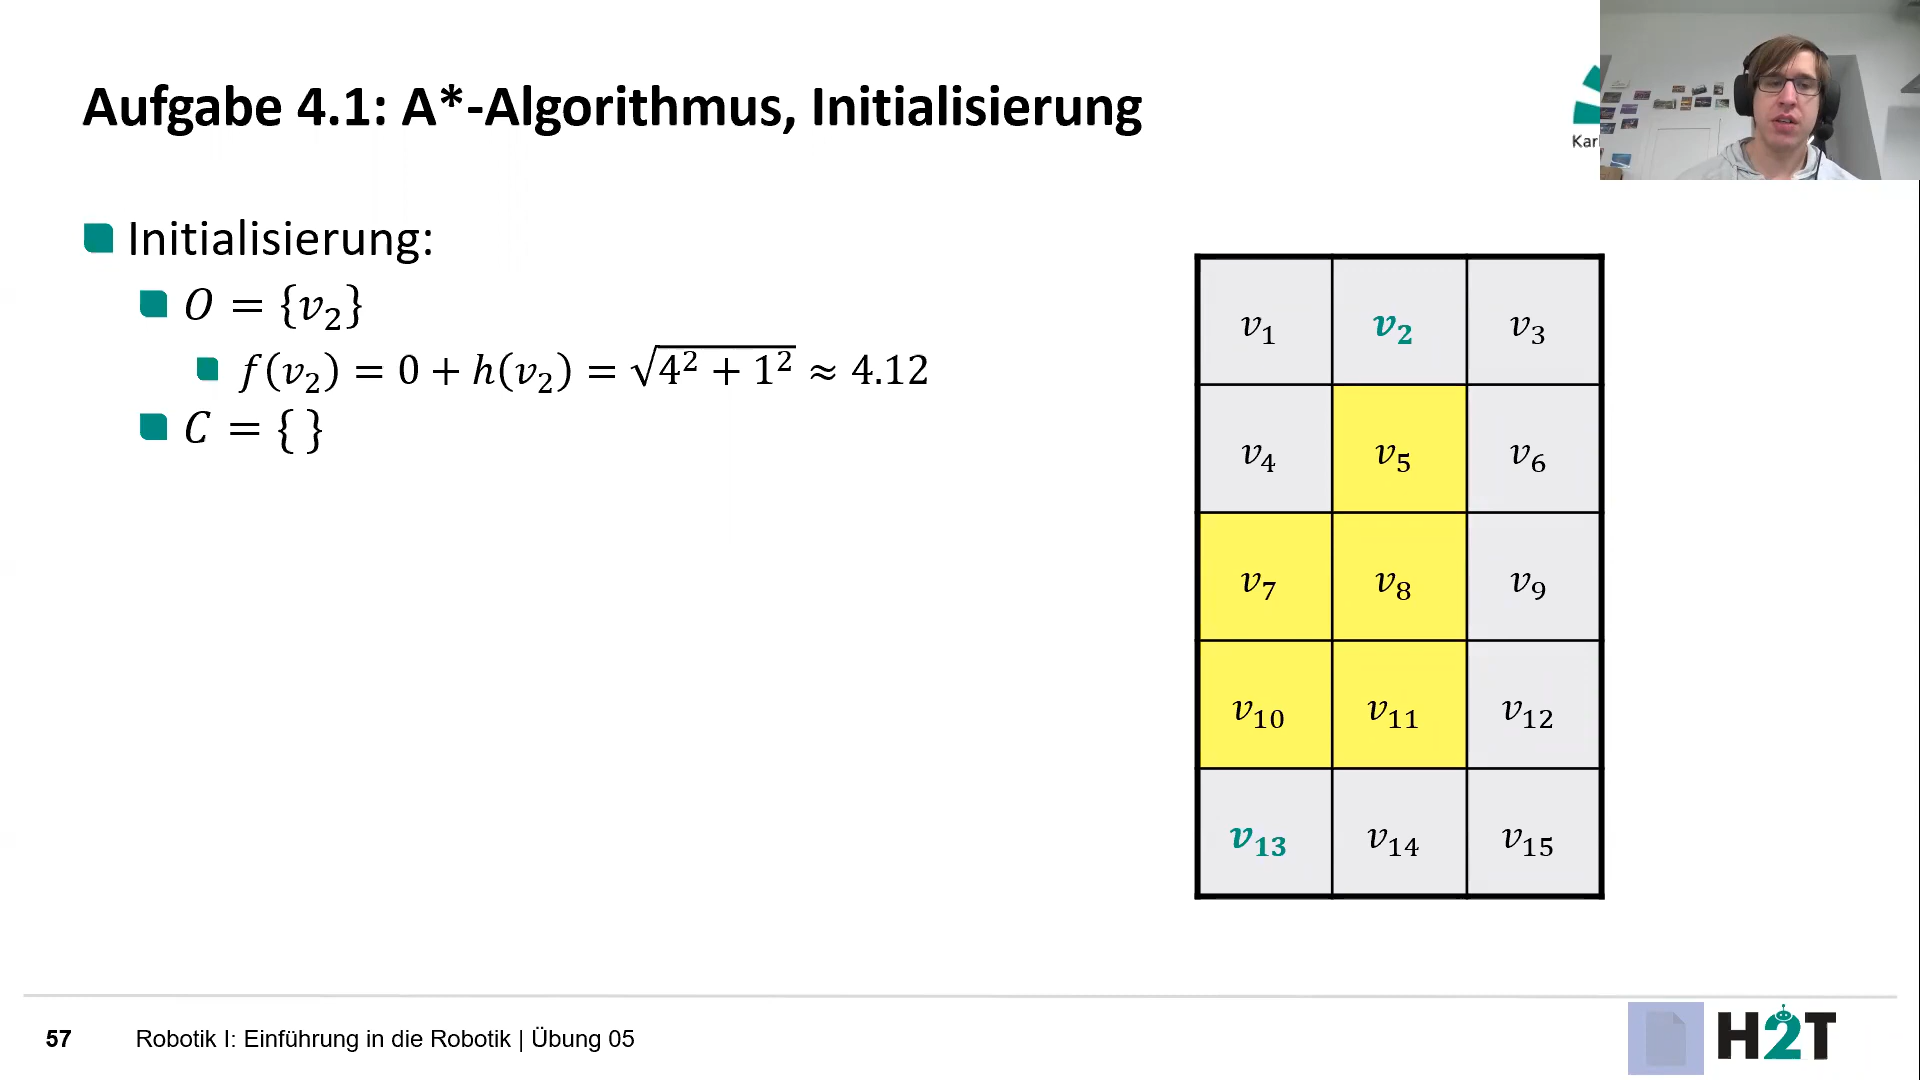 Aufgabe 4.1: A*-Algorithmus, Initialisierung
Kar
Initialisierung:
O = {v₂}
f(v₂) = 0 + h(v₂) = √(4² + 1²) ≈ 4.12
C = { }
v₁ v₂ v₃
v₄ v₅ v₆
v₇ v₈ v₉
v₁₀ v₁₁ v₁₂
v₁₃ v₁₄ v₁₅
57 Robotik I: Einführung in die Robotik | Übung 05
H2T